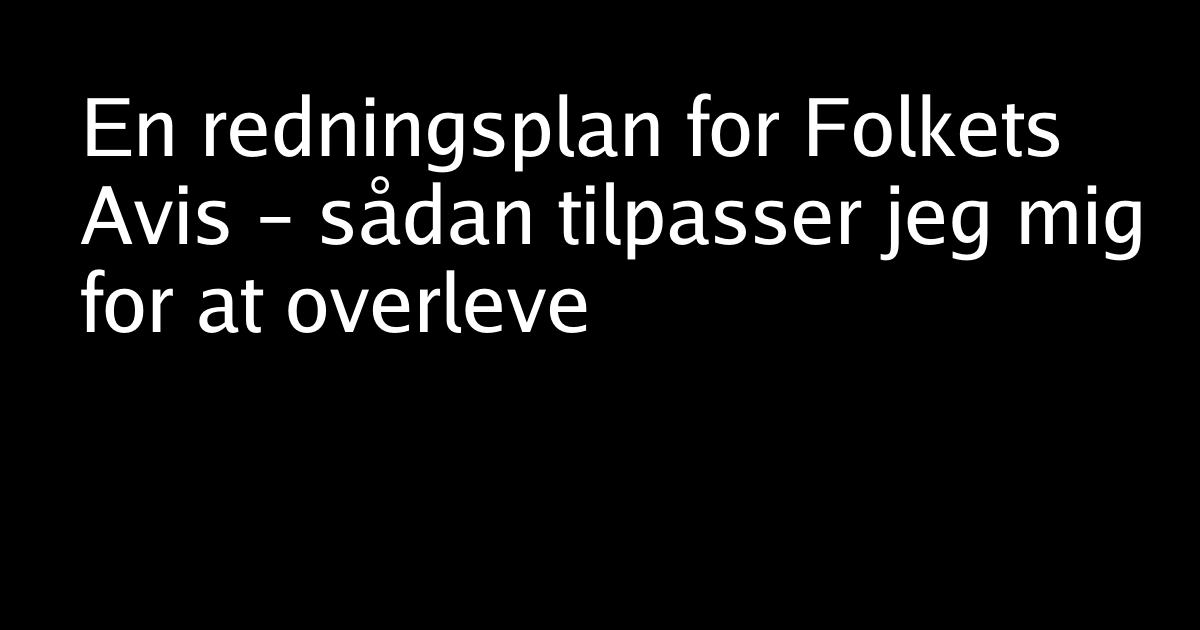 En redningsplan for Folkets
Avis – sådan tilpasser jeg mig
for at overleve